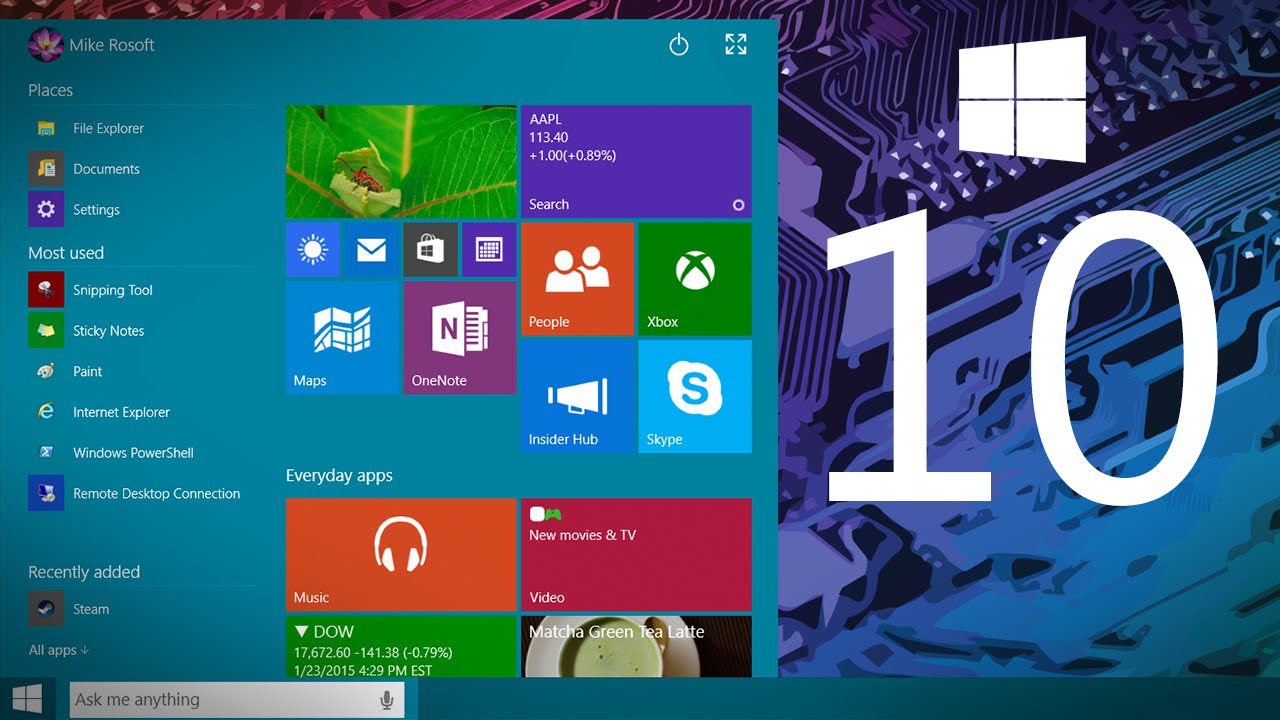 Mike Rosoft
Places
File Explorer
Documents
Settings
Most used
Snipping Tool
Sticky Notes
Paint
Internet Explorer
Windows PowerShell
Remote Desktop Connection
Recently added
Steam
All apps ↓
Ask me anything
AAPL
113.40
+1.00(+0.89%)
Search
People
Xbox
Maps
N
OneNote
Insider Hub
S
Skype
Everyday apps
Music
New movies & TV
Video
▼ DOW
17,672.60 -141.38 (-0.79%)
1/23/2015 4:29 PM EST
Matcha Green Tea Latte
10